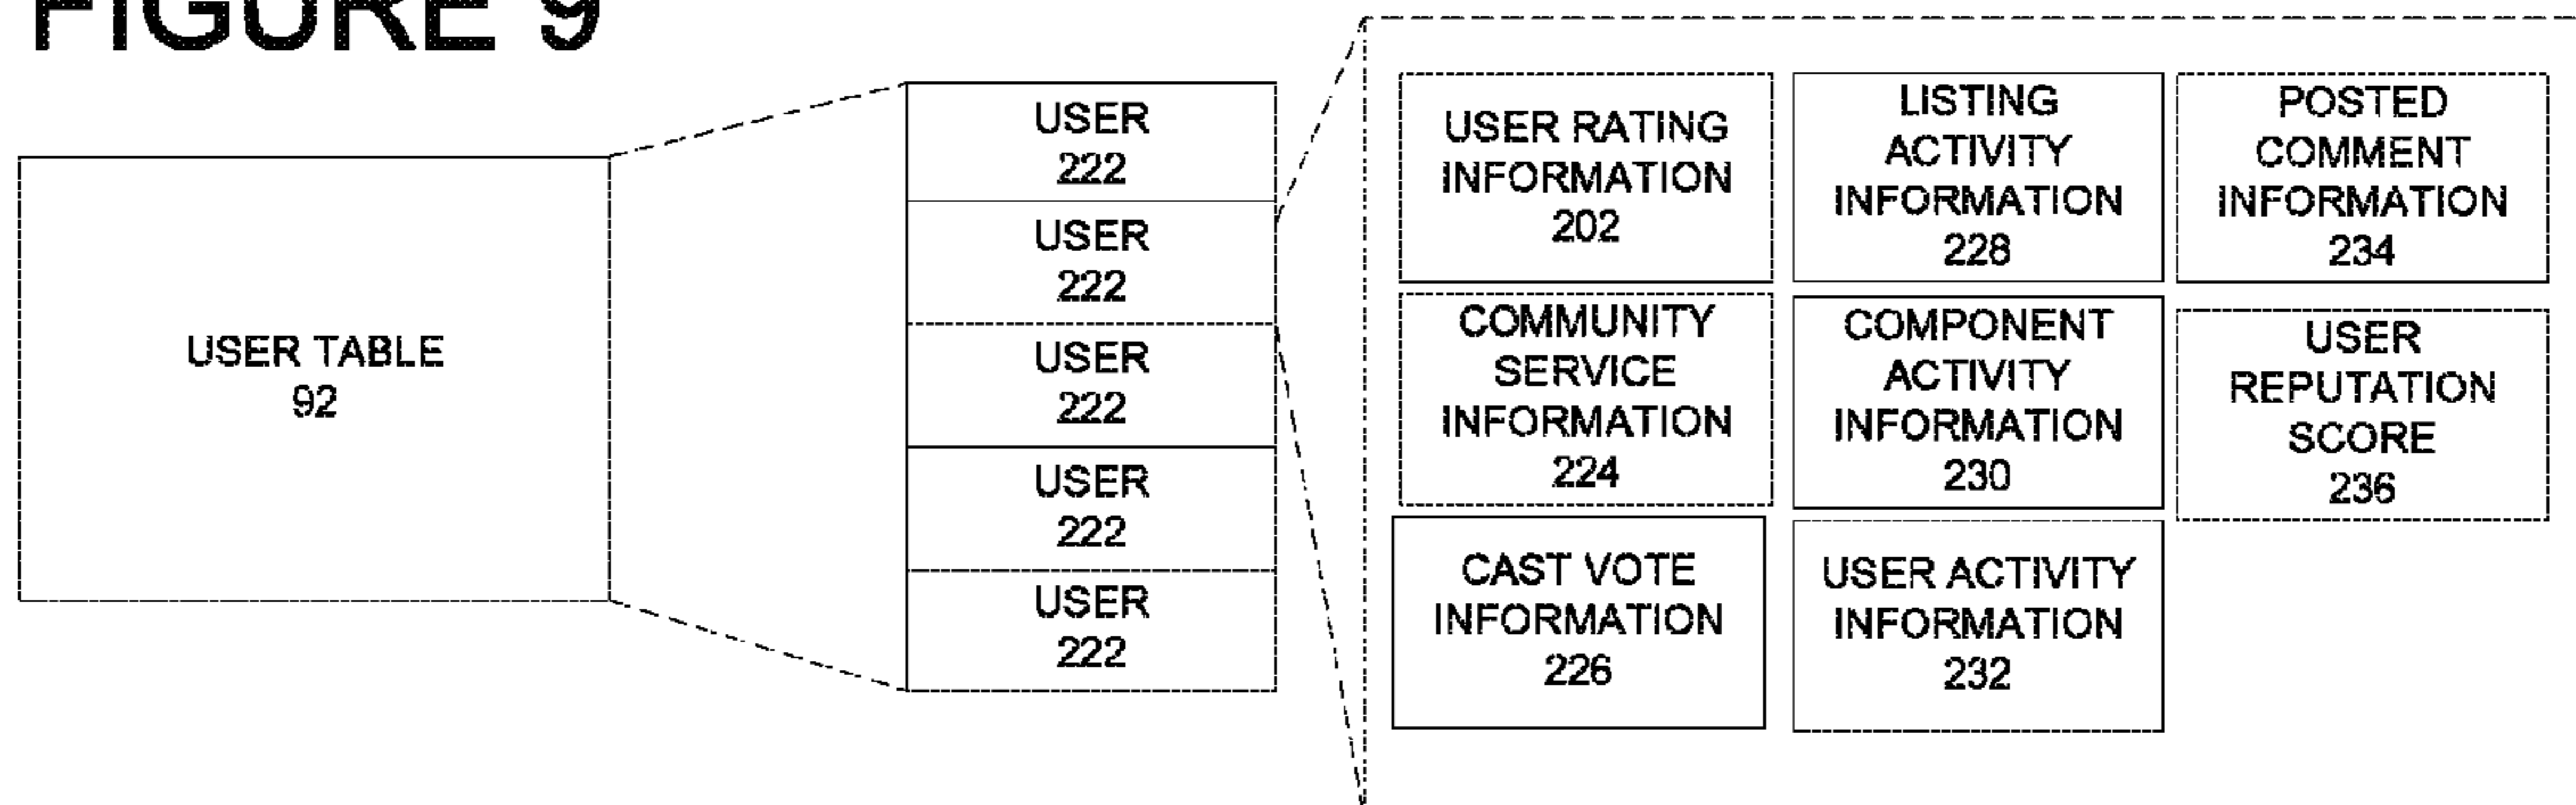 FIGURE 9
USER TABLE
92
USER
222
USER
222
USER
222
USER
222
USER
222
USER RATING
INFORMATION
202
COMMUNITY
SERVICE
INFORMATION
224
CAST VOTE
INFORMATION
226
LISTING
ACTIVITY
INFORMATION
228
COMPONENT
ACTIVITY
INFORMATION
230
USER ACTIVITY
INFORMATION
232
POSTED
COMMENT
INFORMATION
234
USER
REPUTATION
SCORE
236